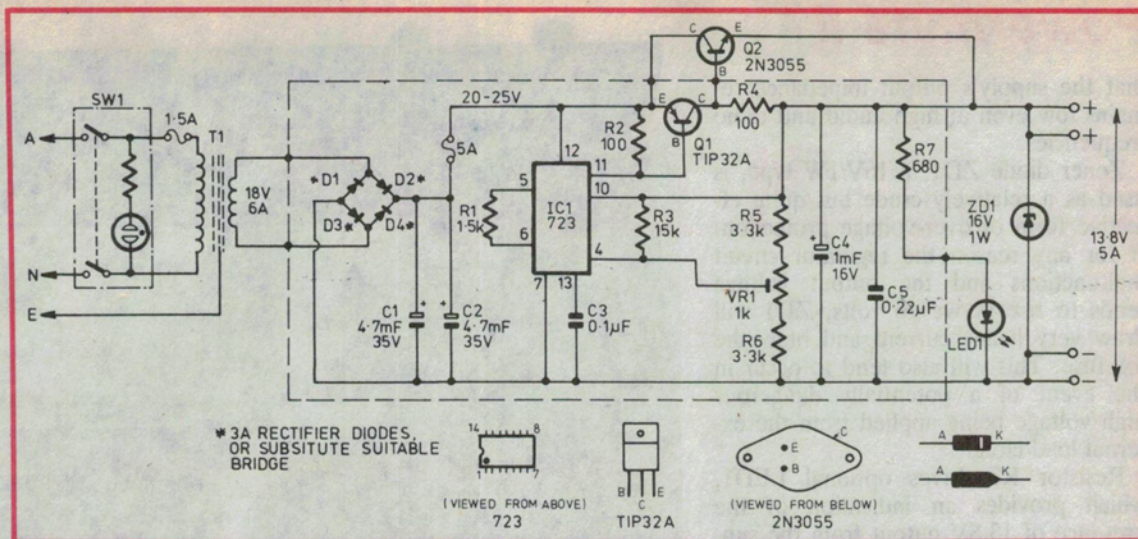 SW1
A
N
E
1·5A
T1
18V
6A
*D1
D2*
D3*
D4*
20-25V
5A
C1
4·7mF
35V
C2
4·7mF
35V
R1
1·5k
5
6
7
12
11
10
4
13
IC1
723
C3
0·1µF
R2
100
R3
15k
C
E
B
Q2
2N3055
E
C
B
Q1
TIP32A
R4
100
R5
3·3k
VR1
1k
R6
3·3k
C4
1mF
16V
R7
680
C5
0·22µF
LED1
ZD1
16V
1W
+
+
13·8V
5A
−
−
* 3A RECTIFIER DIODES,
OR SUBSITUTE SUITABLE
BRIDGE
14
8
1
7
(VIEWED FROM ABOVE)
723
B
C
E
TIP32A
C
E
B
(VIEWED FROM BELOW)
2N3055
A
K
A
K